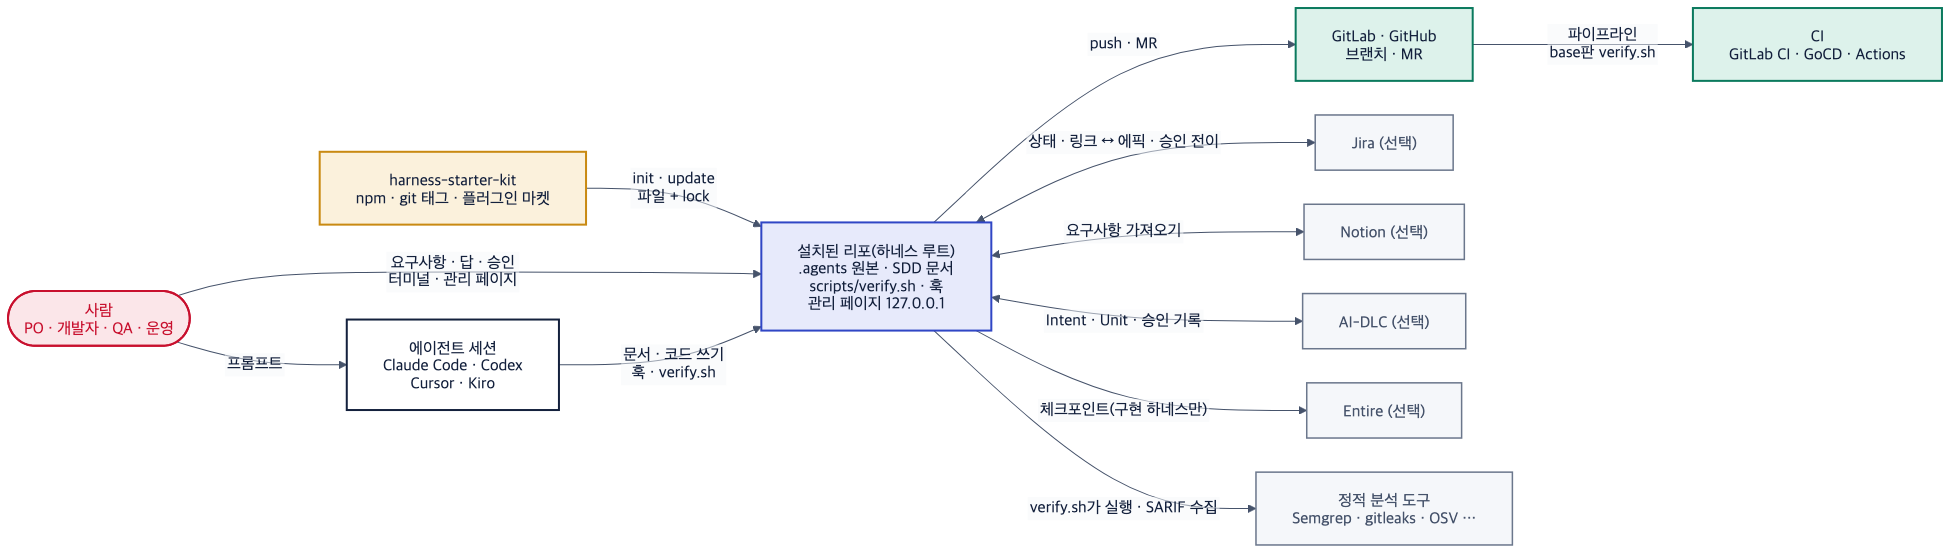 사람
PO · 개발자 · QA · 운영
harness-starter-kit
npm · git 태그 · 플러그인 마켓
요구사항 · 답 · 승인
터미널 · 관리 페이지
프롬프트
에이전트 세션
Claude Code · Codex
Cursor · Kiro
init · update
파일 + lock
문서 · 코드 쓰기
훅 · verify.sh
설치된 리포(하네스 루트)
.agents 원본 · SDD 문서
scripts/verify.sh · 훅
관리 페이지 127.0.0.1
push · MR
GitLab · GitHub
브랜치 · MR
파이프라인
base판 verify.sh
CI
GitLab CI · GoCD · Actions
상태 · 링크 ↔ 에픽 · 승인 전이
Jira (선택)
요구사항 가져오기
Notion (선택)
Intent · Unit · 승인 기록
AI-DLC (선택)
체크포인트(구현 하네스만)
Entire (선택)
verify.sh가 실행 · SARIF 수집
정적 분석 도구
Semgrep · gitleaks · OSV ⋯